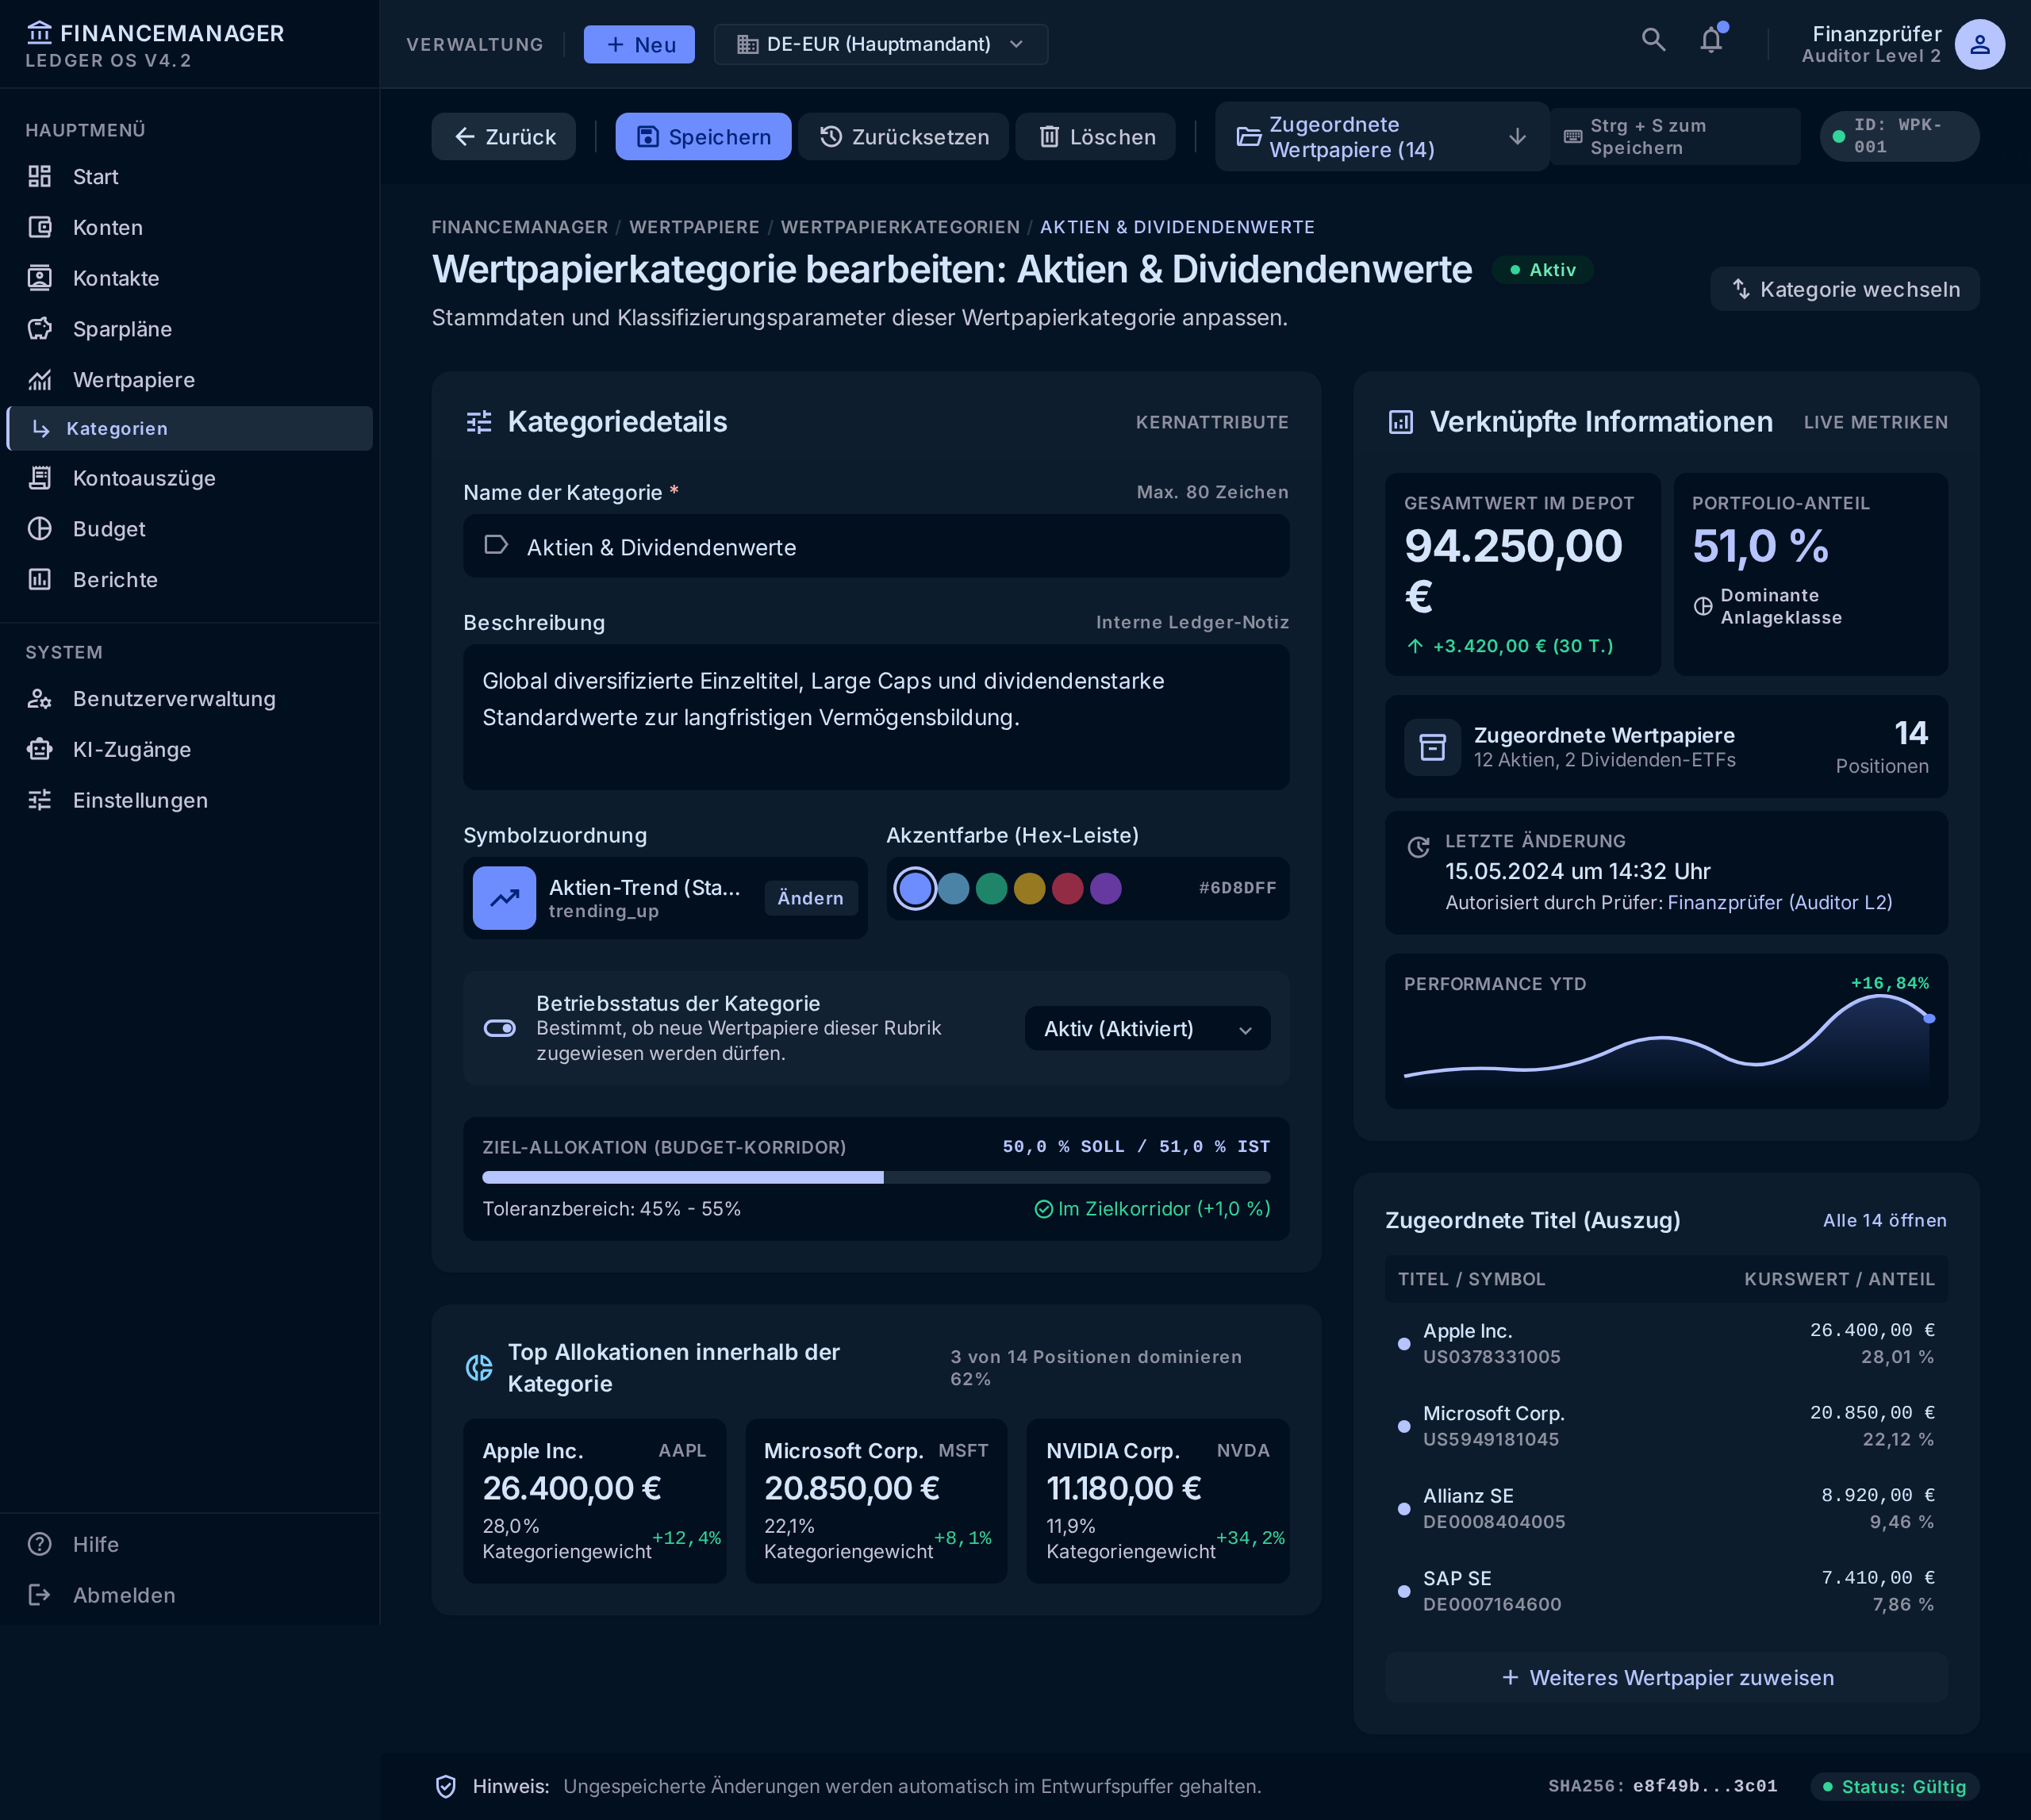 FINANCEMANAGER
LEDGER OS V4.2
HAUPTMENÜ
Start
Konten
Kontakte
Sparpläne
Wertpapiere
Kategorien
Kontoauszüge
Budget
Berichte
SYSTEM
Benutzerverwaltung
KI-Zugänge
Einstellungen
Hilfe
Abmelden
VERWALTUNG
Neu
DE-EUR (Hauptmandant)
Finanzprüfer
Auditor Level 2
Zurück
Speichern
Zurücksetzen
Löschen
Zugeordnete
Wertpapiere (14)
Strg + S zum
Speichern
ID: WPK-
001
FINANCEMANAGER / WERTPAPIERE / WERTPAPIERKATEGORIEN / AKTIEN & DIVIDENDENWERTE
Wertpapierkategorie bearbeiten: Aktien & Dividendenwerte
Aktiv
Stammdaten und Klassifizierungsparameter dieser Wertpapierkategorie anpassen.
Kategorie wechseln
Kategoriedetails
KERNATTRIBUTE
Name der Kategorie *
Max. 80 Zeichen
Aktien & Dividendenwerte
Beschreibung
Interne Ledger-Notiz
Global diversifizierte Einzeltitel, Large Caps und dividendenstarke
Standardwerte zur langfristigen Vermögensbildung.
Symbolzuordnung
Aktien-Trend (Sta...
trending_up
Ändern
Akzentfarbe (Hex-Leiste)
#6D8DFF
Betriebsstatus der Kategorie
Bestimmt, ob neue Wertpapiere dieser Rubrik
zugewiesen werden dürfen.
Aktiv (Aktiviert)
ZIEL-ALLOKATION (BUDGET-KORRIDOR)
50,0 % SOLL / 51,0 % IST
Toleranzbereich: 45% - 55%
Im Zielkorridor (+1,0 %)
Top Allokationen innerhalb der
Kategorie
3 von 14 Positionen dominieren
62%
Apple Inc.
AAPL
26.400,00 €
28,0%
Kategoriengewicht
+12,4%
Microsoft Corp.
MSFT
20.850,00 €
22,1%
Kategoriengewicht
+8,1%
NVIDIA Corp.
NVDA
11.180,00 €
11,9%
Kategoriengewicht
+34,2%
Verknüpfte Informationen
LIVE METRIKEN
GESAMTWERT IM DEPOT
94.250,00
€
+3.420,00 € (30 T.)
PORTFOLIO-ANTEIL
51,0 %
Dominante
Anlageklasse
Zugeordnete Wertpapiere
12 Aktien, 2 Dividenden-ETFs
14
Positionen
LETZTE ÄNDERUNG
15.05.2024 um 14:32 Uhr
Autorisiert durch Prüfer: Finanzprüfer (Auditor L2)
PERFORMANCE YTD
+16,84%
Zugeordnete Titel (Auszug)
Alle 14 öffnen
TITEL / SYMBOL
KURSWERT / ANTEIL
Apple Inc.
26.400,00 €
US0378331005
28,01 %
Microsoft Corp.
20.850,00 €
US5949181045
22,12 %
Allianz SE
8.920,00 €
DE0008404005
9,46 %
SAP SE
7.410,00 €
DE0007164600
7,86 %
Weiteres Wertpapier zuweisen
Hinweis: Ungespeicherte Änderungen werden automatisch im Entwurfspuffer gehalten.
SHA256: e8f49b...3c01
Status: Gültig